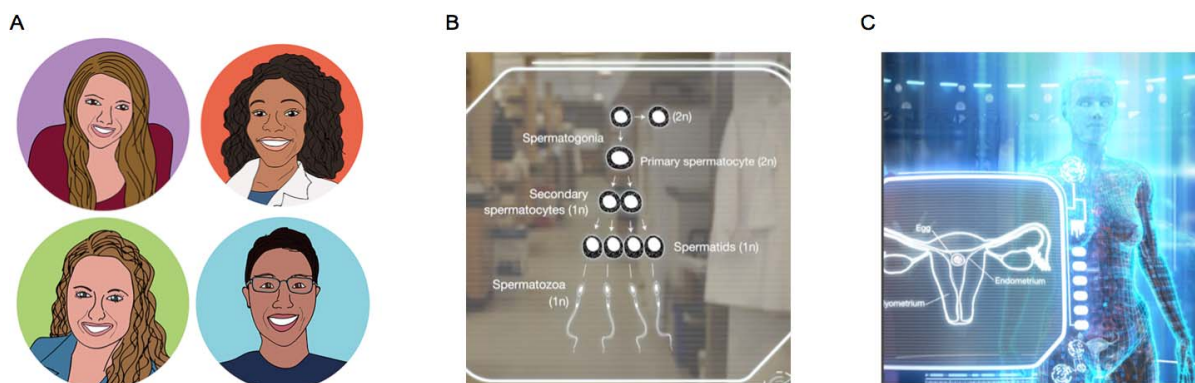 A
B
C
(2n)
Spermatogonia
Primary spermatocyte (2n)
Secondary
spermatocytes (1n)
Spermatids (1n)
Spermatozoa
(1n)
Egg
Endometrium
yometrium